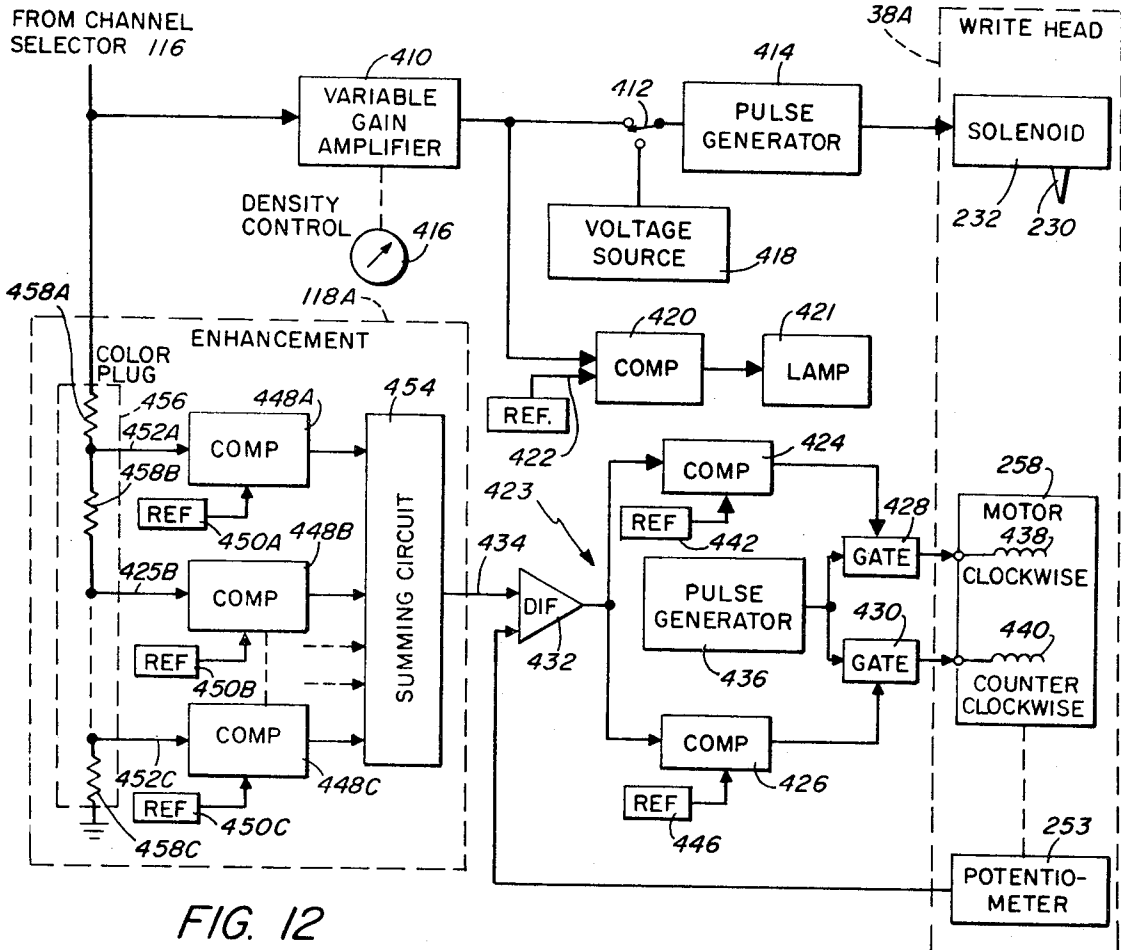 FROM CHANNEL
SELECTOR 116
410
VARIABLE
GAIN
AMPLIFIER
412
414
PULSE
GENERATOR
38A
WRITE HEAD
SOLENOID
232
230
DENSITY
CONTROL
416
VOLTAGE
SOURCE
418
458A
118A
ENHANCEMENT
COLOR
PLUG
456
448A
454
452A
COMP
458B
REF
450A
448B
425B
COMP
REF
450B
COMP
452C
448C
REF
450C
458C
SUMMING CIRCUIT
420
COMP
421
LAMP
REF.
422
424
COMP
423
REF
442
428
GATE
434
DIF
432
PULSE
GENERATOR
436
430
GATE
COMP
426
REF
446
258
MOTOR
438
CLOCKWISE
440
COUNTER
CLOCKWISE
253
POTENTIO-
METER
FIG. 12